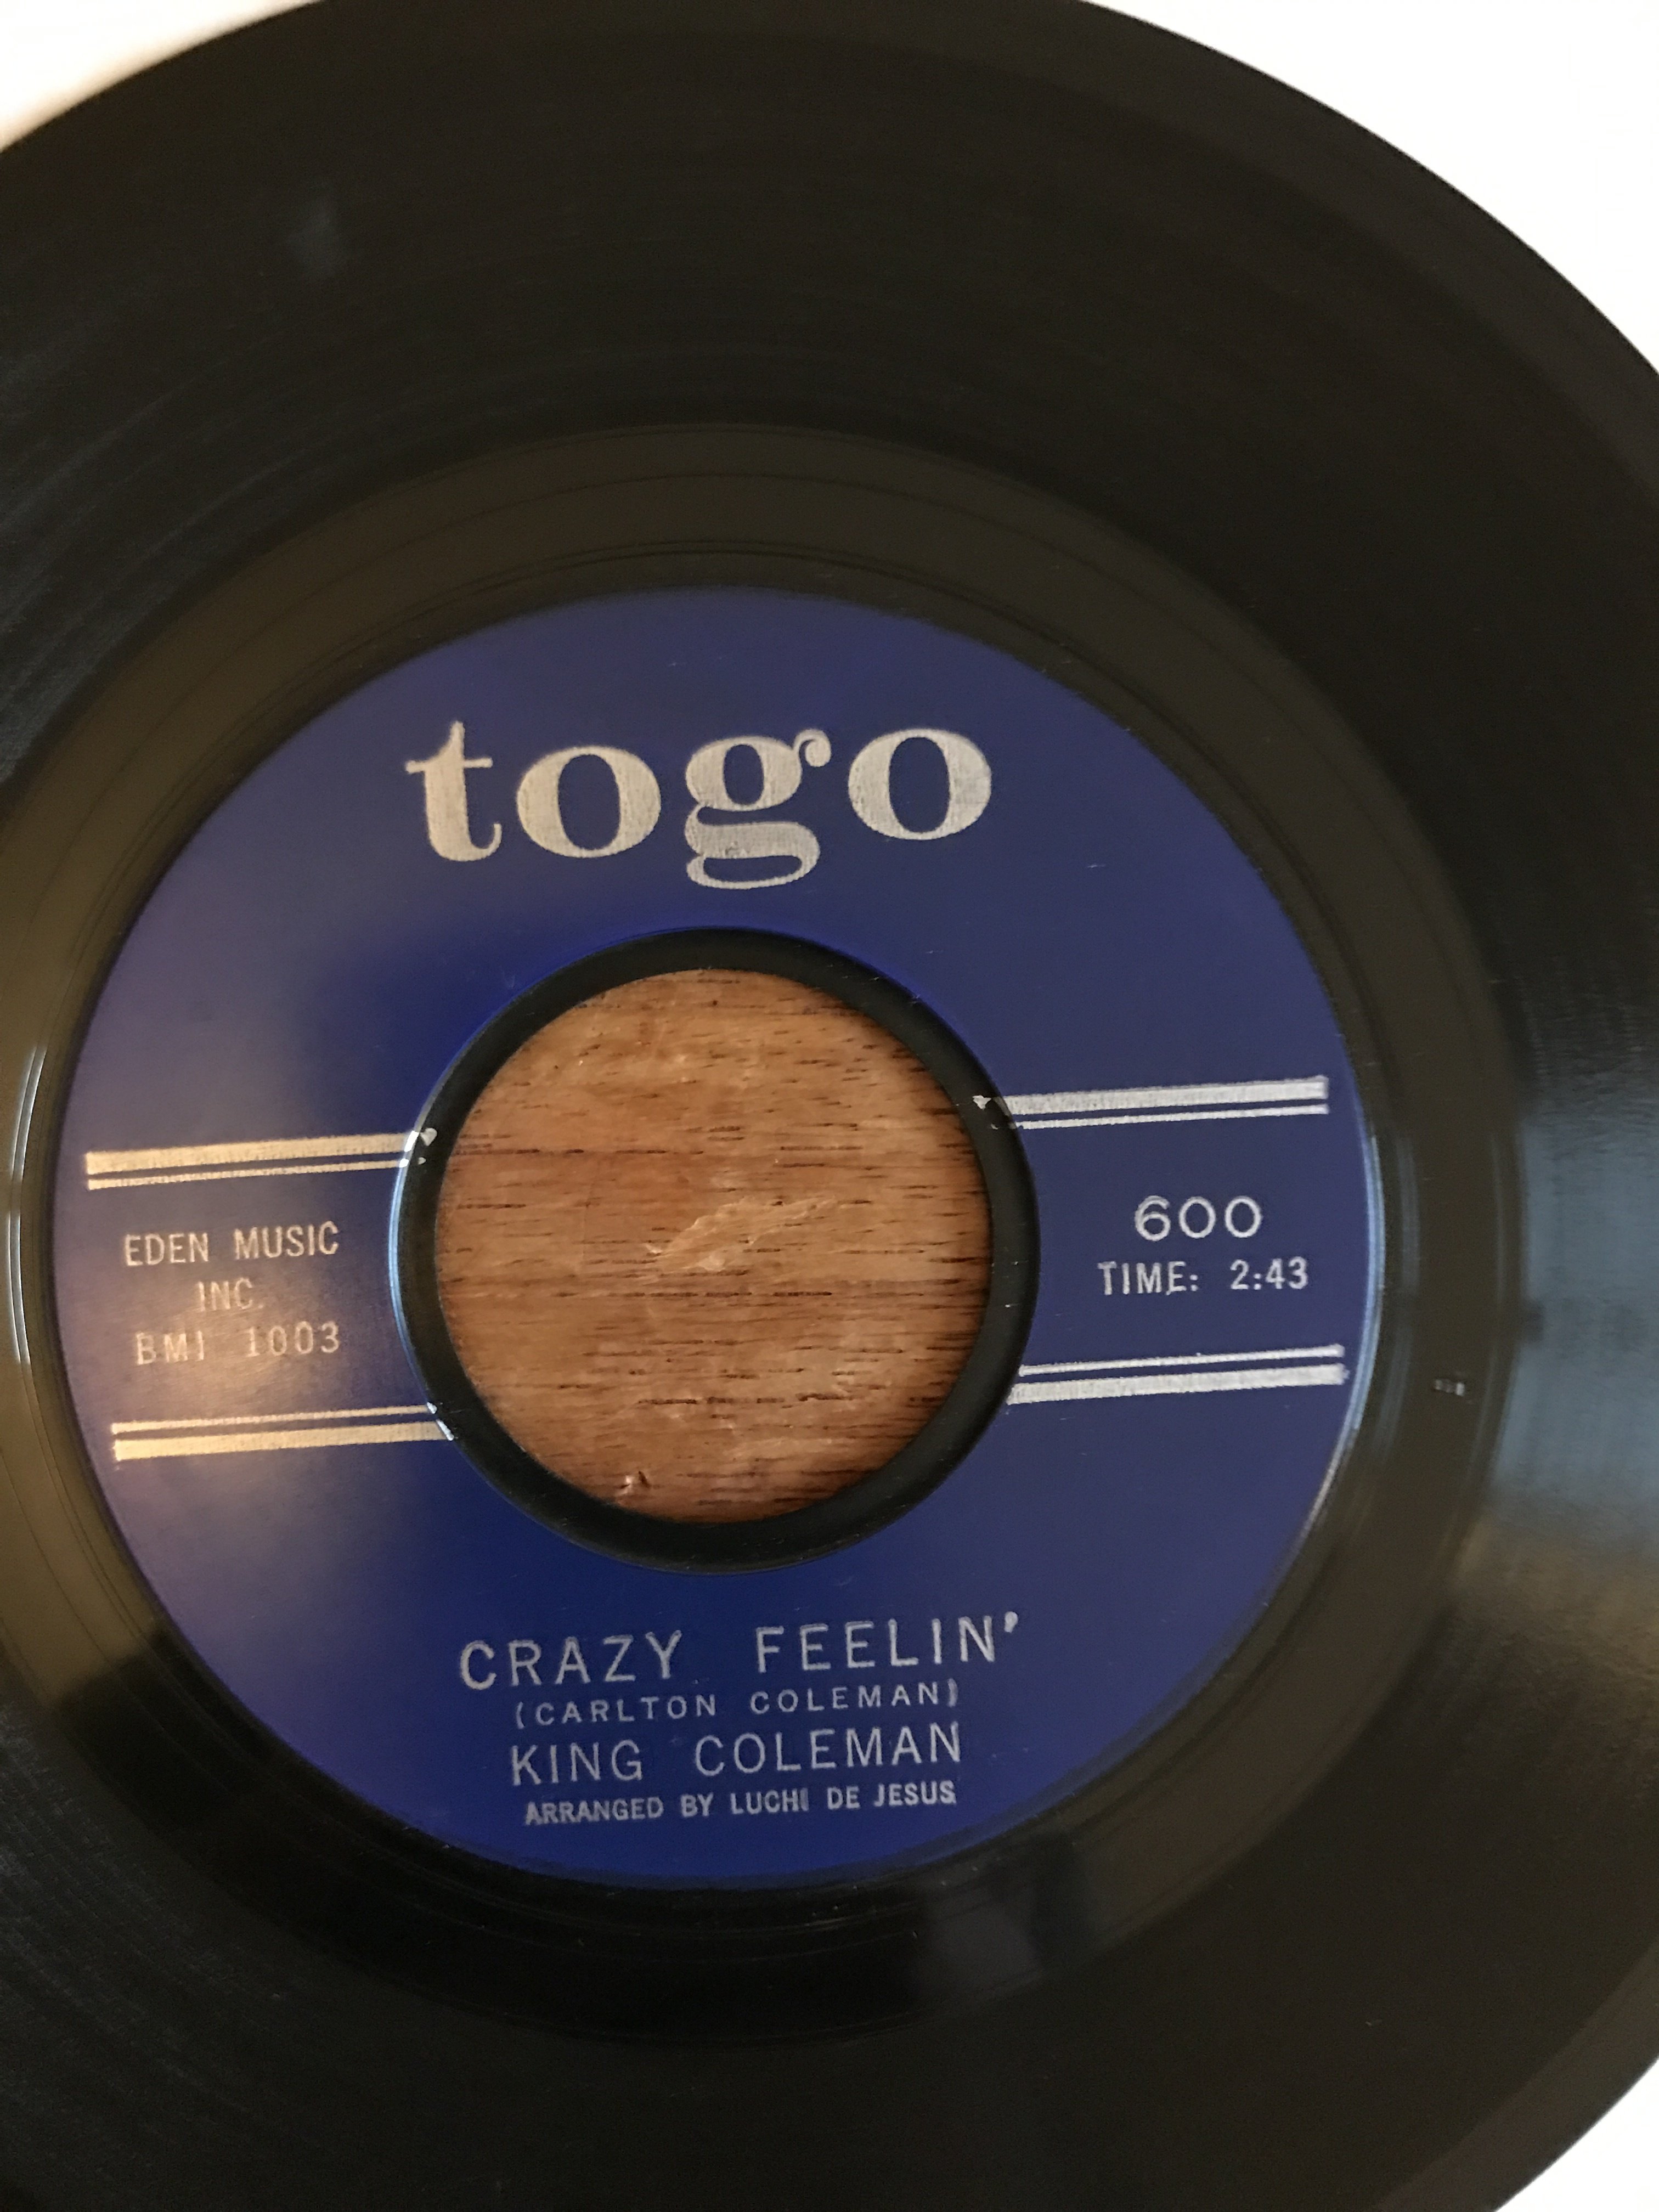 togo
EDEN MUSIC
INC.
BMI 1003
600
TIME: 2:43
CRAZY FEELIN'
(CARLTON COLEMAN)
KING COLEMAN
ARRANGED BY LUCHI DE JESUS